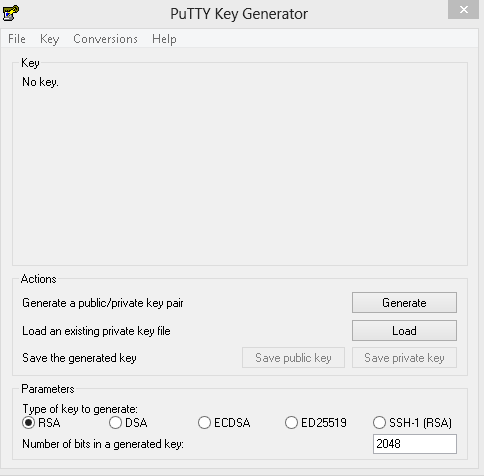 PuTTY Key Generator
File Key Conversions Help
Key
No key.
Actions
Generate a public/private key pair Generate
Load an existing private key file Load
Save the generated key Save public key Save private key
Parameters
Type of key to generate:
RSA DSA ECDSA ED25519 SSH-1 (RSA)
Number of bits in a generated key: 2048